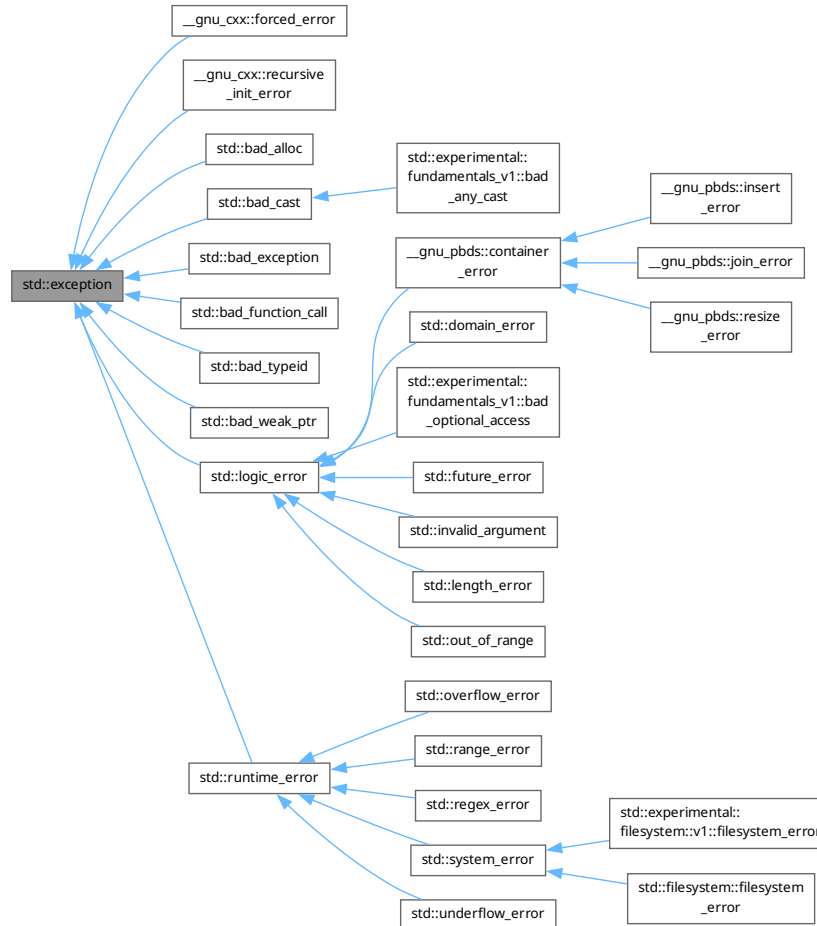 __gnu_cxx::forced_error
__gnu_cxx::recursive
_init_error
std::bad_alloc
std::experimental::
fundamentals_v1::bad
_any_cast
std::bad_cast
__gnu_pbds::insert
_error
std::bad_exception
__gnu_pbds::container
_error
__gnu_pbds::join_error
std::exception
std::bad_function_call
std::domain_error
__gnu_pbds::resize
_error
std::bad_typeid
std::experimental::
fundamentals_v1::bad
_optional_access
std::bad_weak_ptr
std::logic_error
std::future_error
std::invalid_argument
std::length_error
std::out_of_range
std::overflow_error
std::range_error
std::runtime_error
std::regex_error
std::experimental::
filesystem::v1::filesystem_error
std::system_error
std::filesystem::filesystem
_error
std::underflow_error